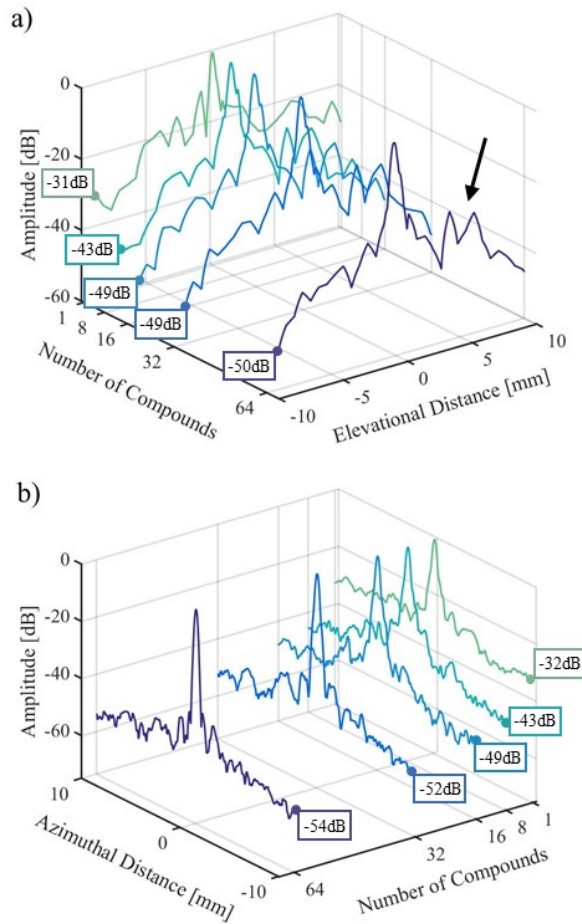 a)
0
-20
-40
-60
Amplitude [dB]
-31dB
-43dB
-49dB
-49dB
-50dB
1
8
16
32
64
Number of Compounds
-10
-5
0
5
10
Elevational Distance [mm]
b)
0
-20
-40
-60
Amplitude [dB]
-32dB
-43dB
-49dB
-52dB
-54dB
10
0
-10
Azimuthal Distance [mm]
64
32
16
8
1
Number of Compounds